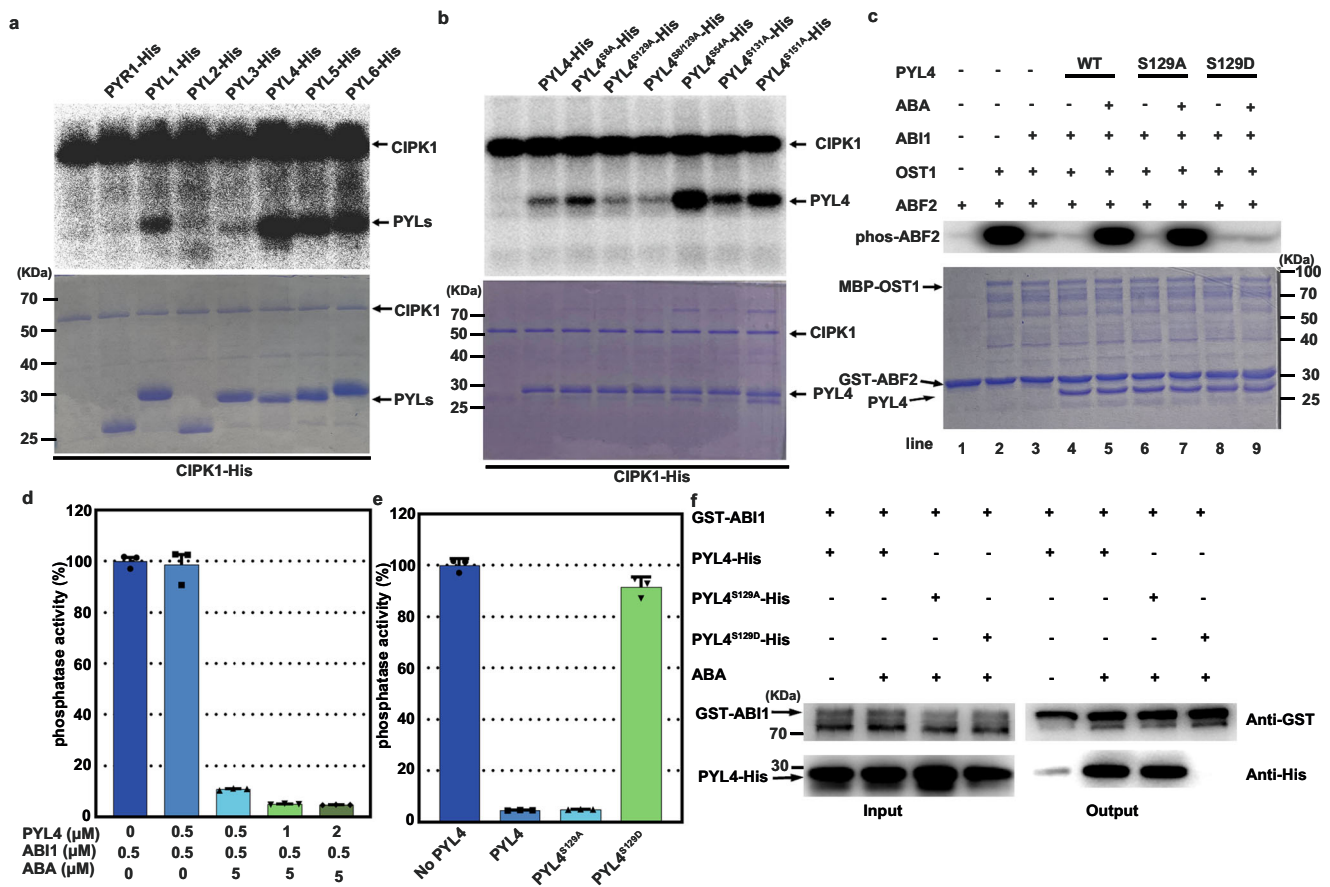 a
PYR1-His
PYL1-His
PYL2-His
PYL3-His
PYL4-His
PYL5-His
PYL6-His
CIPK1
PYLs
(KDa)
70
50
40
30
25
CIPK1
PYLs
CIPK1-His
b
PYL4-His
PYL4S8A-His
PYL4S129A-His
PYL4S8/129A-His
PYL4S54A-His
PYL4S131A-His
PYL4S151A-His
CIPK1
PYL4
(KDa)
70
50
40
30
25
CIPK1
PYL4
CIPK1-His
c
PYL4 - - - WT S129A S129D
ABA - - - - + - + - +
ABI1 - - + + + + + + +
OST1 - + + + + + + + +
ABF2 + + + + + + + + +
phos-ABF2
(KDa)
MBP-OST1
GST-ABF2
PYL4
100
70
50
40
30
25
line 1 2 3 4 5 6 7 8 9
d
phosphatase activity (%)
120
100
80
60
40
20
0
PYL4 (μM) 0 0.5 0.5 1 2
ABI1 (μM) 0.5 0.5 0.5 0.5 0.5
ABA (μM) 0 0 5 5 5
e
phosphatase activity (%)
120
100
80
60
40
20
0
No PYL4
PYL4
PYL4S129A
PYL4S129D
f
GST-ABI1 + + + + + + + +
PYL4-His + + - - + + - -
PYL4S129A-His - - + - - - + -
PYL4S129D-His - - - + - - - +
ABA - + + + - + + +
(KDa)
GST-ABI1
70
Anti-GST
30
PYL4-His
Anti-His
Input
Output